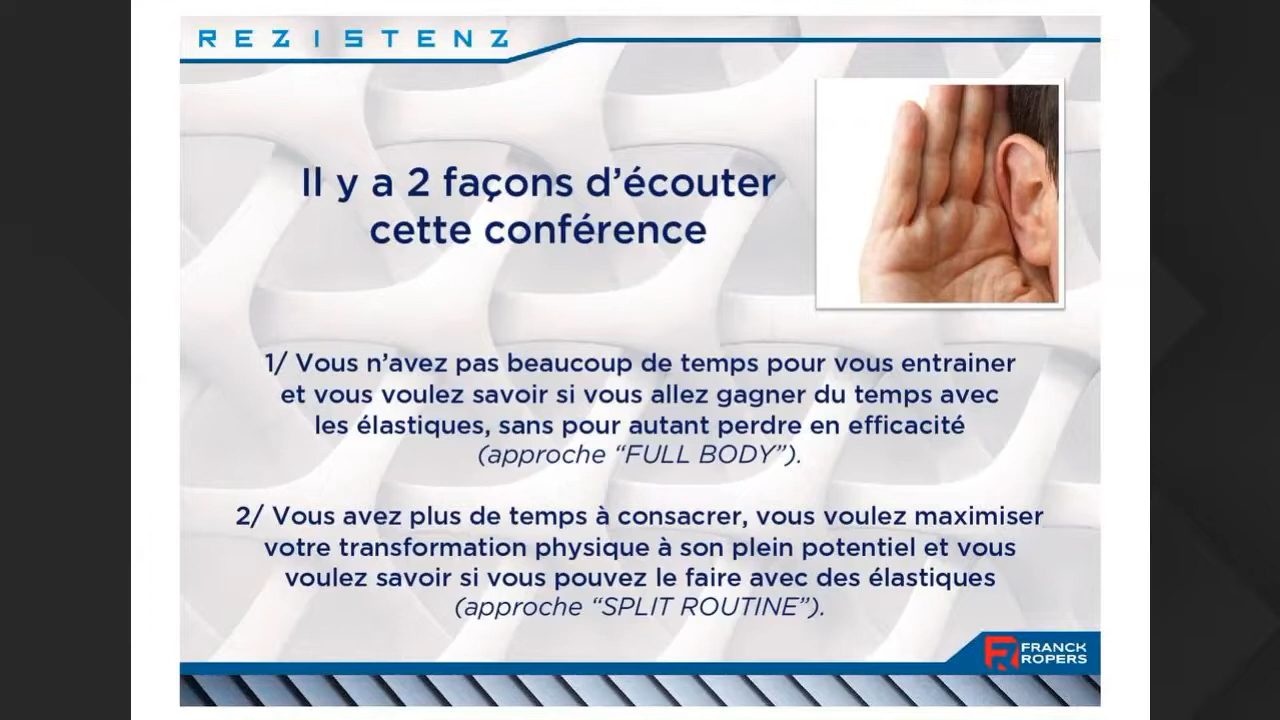 REZISTENZ
Il y a 2 façons d’écouter
cette conférence
1/ Vous n’avez pas beaucoup de temps pour vous entrainer
et vous voulez savoir si vous allez gagner du temps avec
les élastiques, sans pour autant perdre en efficacité
(approche “FULL BODY”).
2/ Vous avez plus de temps à consacrer, vous voulez maximiser
votre transformation physique à son plein potentiel et vous
voulez savoir si vous pouvez le faire avec des élastiques
(approche “SPLIT ROUTINE”).
FRANCK
ROPERS